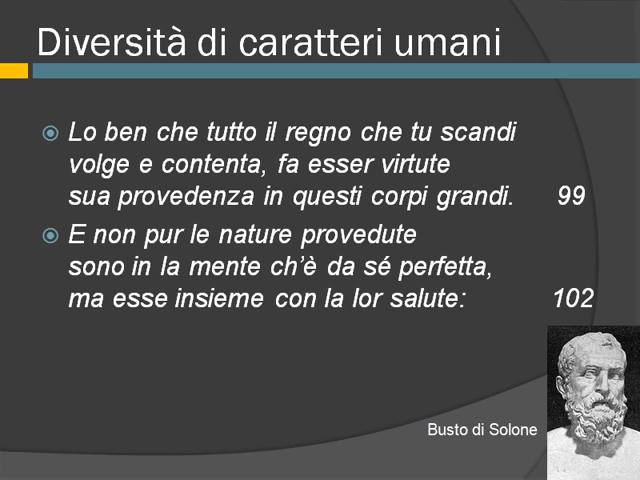 Diversità di caratteri umani
Lo ben che tutto il regno che tu scandi
volge e contenta, fa esser virtute
sua provedenza in questi corpi grandi. 99
E non pur le nature provedute
sono in la mente ch'è da sé perfetta,
ma esse insieme con la lor salute: 102
Busto di Solone